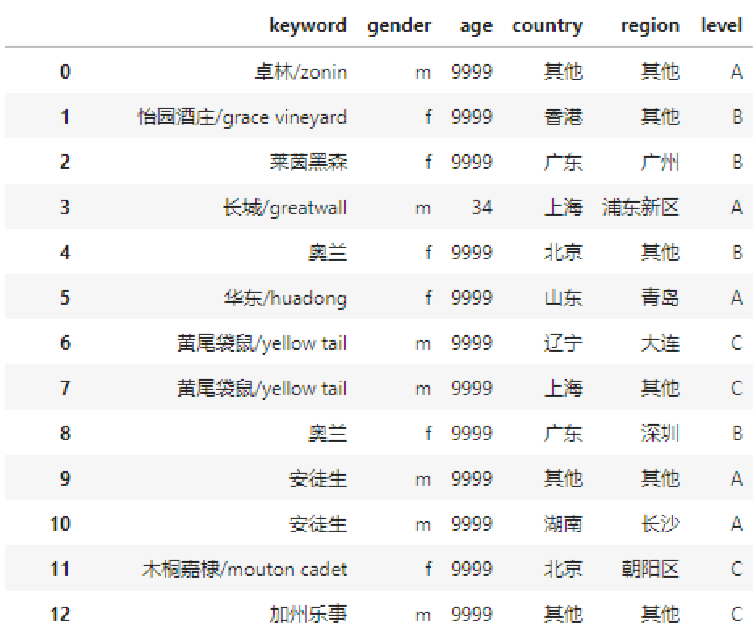 keyword gender age country region level
0 卓林/zonin m 9999 其他 其他 A
1 怡园酒庄/grace vineyard f 9999 香港 其他 B
2 莱茵黑森 f 9999 广东 广州 B
3 长城/greatwall m 34 上海 浦东新区 A
4 奥兰 f 9999 北京 其他 B
5 华东/huadong f 9999 山东 青岛 A
6 黄尾袋鼠/yellow tail m 9999 辽宁 大连 C
7 黄尾袋鼠/yellow tail m 9999 上海 其他 C
8 奥兰 f 9999 广东 深圳 B
9 安徒生 m 9999 其他 其他 A
10 安徒生 m 9999 湖南 长沙 A
11 木桐嘉棣/mouton cadet f 9999 北京 朝阳区 C
12 加州乐事 m 9999 其他 其他 C